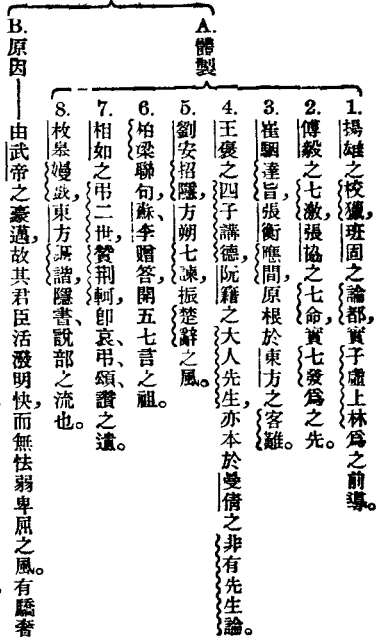 A. 體製
1. 揚雄之校獵，班固之論都，實子虛上林爲之前導。
2. 傅毅之七激，張協之七命，實七發爲之先。
3. 崔駰達旨，張衡應間，原根於東方之客難。
4. 王褒之四子講德，阮籍之大人先生，亦本於曼倩之非有先生論。
5. 劉安招隱，方朔七諫，振楚辭之風。
6. 柏梁聯句，蘇、李贈答，開五七言之祖。
7. 相如之弔二世，贊荆軻，卽哀、弔、頌、讚之遺。
8. 枚皋嫚戲，東方詼諧，隱書、說部之流也。
B. 原因——由武帝之豪邁，故其君臣活潑明快，而無怯弱卑屈之風。有驕奢